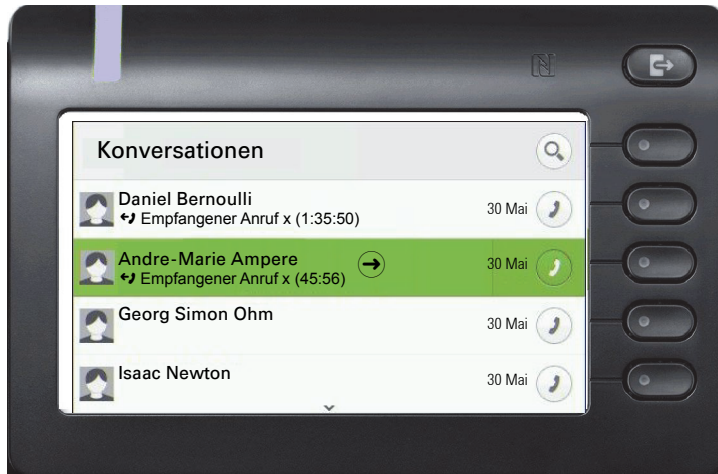 Konversationen
Daniel Bernoulli
30 Mai
Empfangener Anruf x (1:35:50)
Andre-Marie Ampere
30 Mai
Empfangener Anruf x (45:56)
Georg Simon Ohm
30 Mai
Isaac Newton
30 Mai